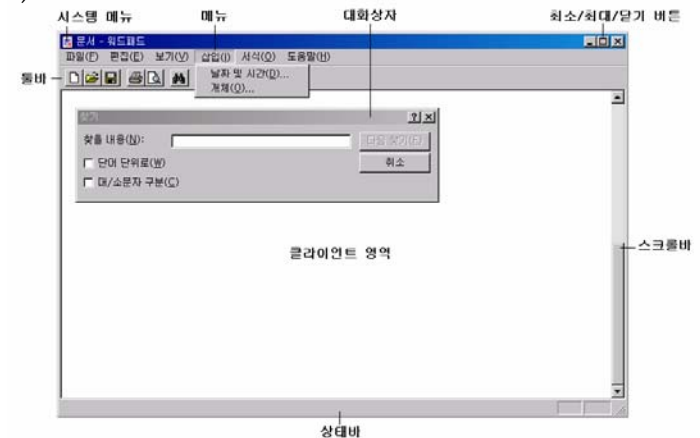 시스템 메뉴 메뉴 대화상자 최소/최대/닫기 버튼
문서 - 워드패드
파일(F) 편집(E) 보기(V) 삽입(I) 서식(O) 도움말(H)
툴바
날짜 및 시간(D)...
개체(O)...
찾기
찾을 내용(N):
다음 찾기(F)
단어 단위로(W)
취소
대/소문자 구분(C)
클라이언트 영역
스크롤바
상태바